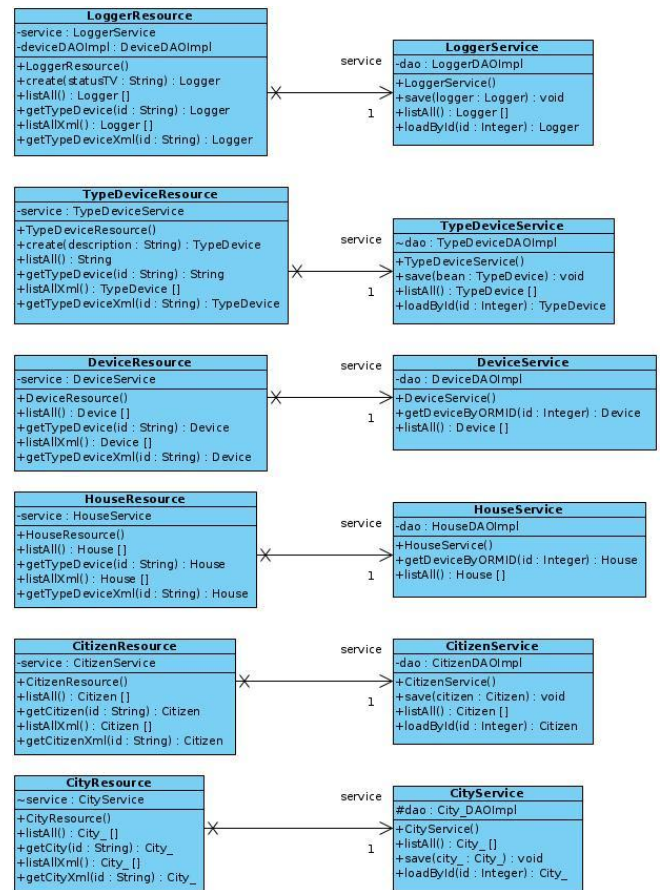 LoggerResource
-service : LoggerService
-deviceDAOImpl : DeviceDAOImpl
+LoggerResource()
+create(statusTV : String) : Logger
+listAll() : Logger []
+getTypeDevice(id : String) : Logger
+listAllXml() : Logger []
+getTypeDeviceXml(id : String) : Logger
service
1
LoggerService
-dao : LoggerDAOImpl
+LoggerService()
+save(logger : Logger) : void
+listAll() : Logger []
+loadById(id : Integer) : Logger
TypeDeviceResource
-service : TypeDeviceService
+TypeDeviceResource()
+create(description : String) : TypeDevice
+listAll() : String
+getTypeDevice(id : String) : String
+listAllXml() : TypeDevice []
+getTypeDeviceXml(id : String) : TypeDevice
service
1
TypeDeviceService
~dao : TypeDeviceDAOImpl
+TypeDeviceService()
+save(bean : TypeDevice) : void
+listAll() : TypeDevice []
+loadById(id : Integer) : TypeDevice
DeviceResource
-service : DeviceService
+DeviceResource()
+listAll() : Device []
+getTypeDevice(id : String) : Device
+listAllXml() : Device []
+getTypeDeviceXml(id : String) : Device
service
1
DeviceService
-dao : DeviceDAOImpl
+DeviceService()
+getDeviceByORMID(id : Integer) : Device
+listAll() : Device []
HouseResource
-service : HouseService
+HouseResource()
+listAll() : House []
+getTypeDevice(id : String) : House
+listAllXml() : House []
+getTypeDeviceXml(id : String) : House
service
1
HouseService
-dao : HouseDAOImpl
+HouseService()
+getDeviceByORMID(id : Integer) : House
+listAll() : House []
CitizenResource
-service : CitizenService
+CitizenResource()
+listAll() : Citizen []
+getCitizen(id : String) : Citizen
+listAllXml() : Citizen []
+getCitizenXml(id : String) : Citizen
service
1
CitizenService
-dao : CitizenDAOImpl
+CitizenService()
+save(citizen : Citizen) : void
+listAll() : Citizen []
+loadById(id : Integer) : Citizen
CityResource
~service : CityService
+CityResource()
+listAll() : City_ []
+getCity(id : String) : City_
+listAllXml() : City_ []
+getCityXml(id : String) : City_
service
1
CityService
#dao : City_DAOImpl
+CityService()
+listAll() : City_ []
+save(city_ : City_) : void
+loadById(id : Integer) : City_